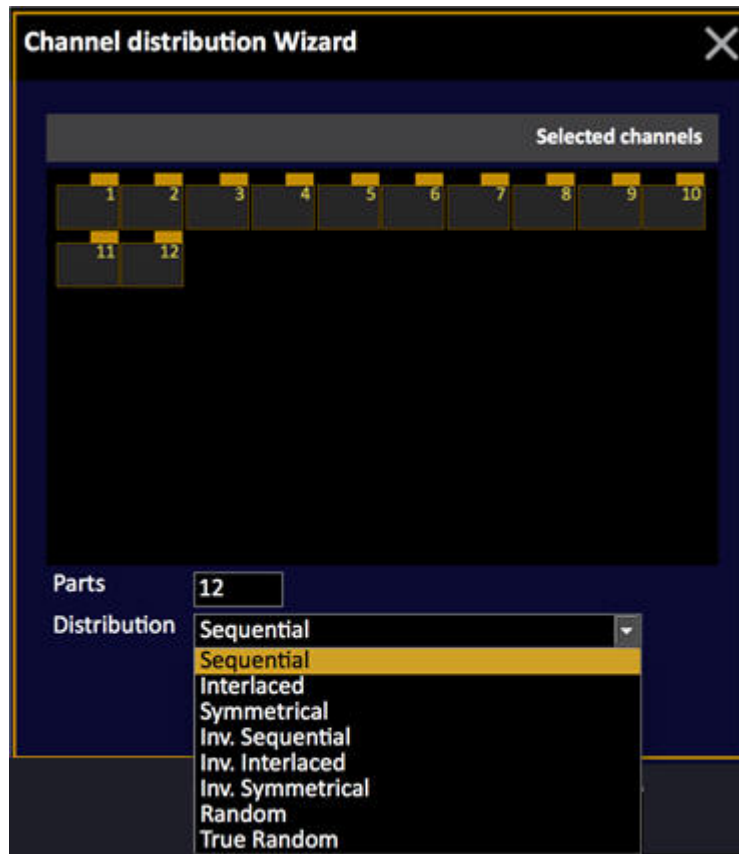 Channel distribution Wizard
Selected channels
1 2 3 4 5 6 7 8 9 10
11 12
Parts 12
Distribution Sequential
Sequential
Interlaced
Symmetrical
Inv. Sequential
Inv. Interlaced
Inv. Symmetrical
Random
True Random